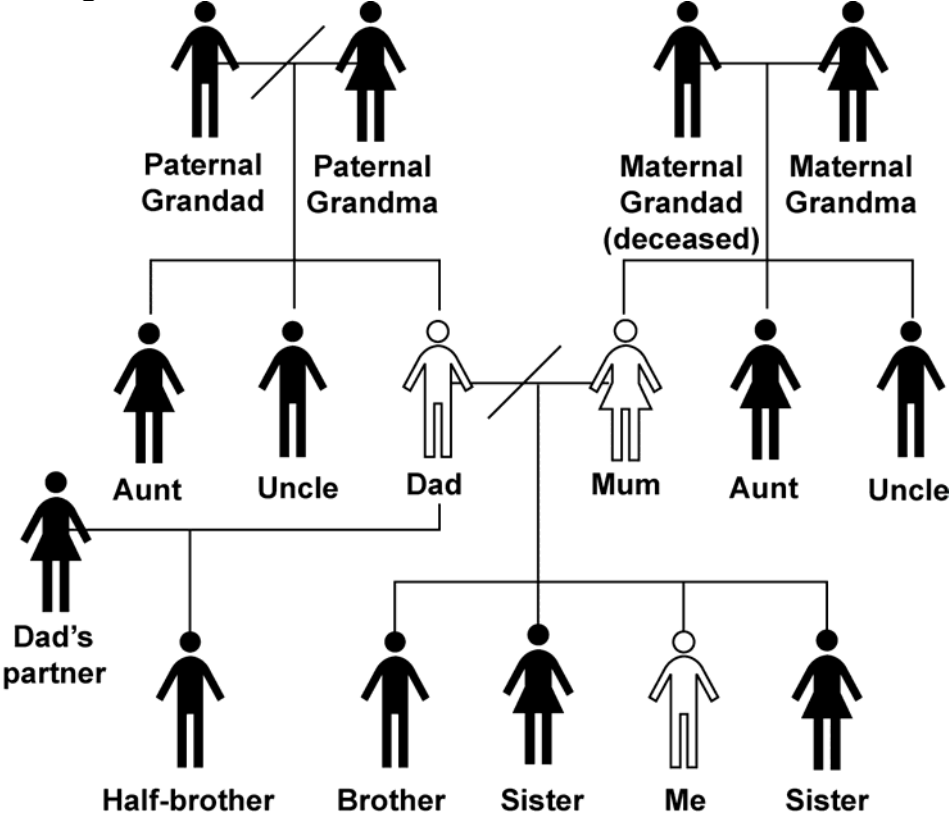 Paternal Grandad
Paternal Grandma
Maternal Grandad (deceased)
Maternal Grandma
Aunt
Uncle
Dad
Mum
Aunt
Uncle
Dad's partner
Half-brother
Brother
Sister
Me
Sister